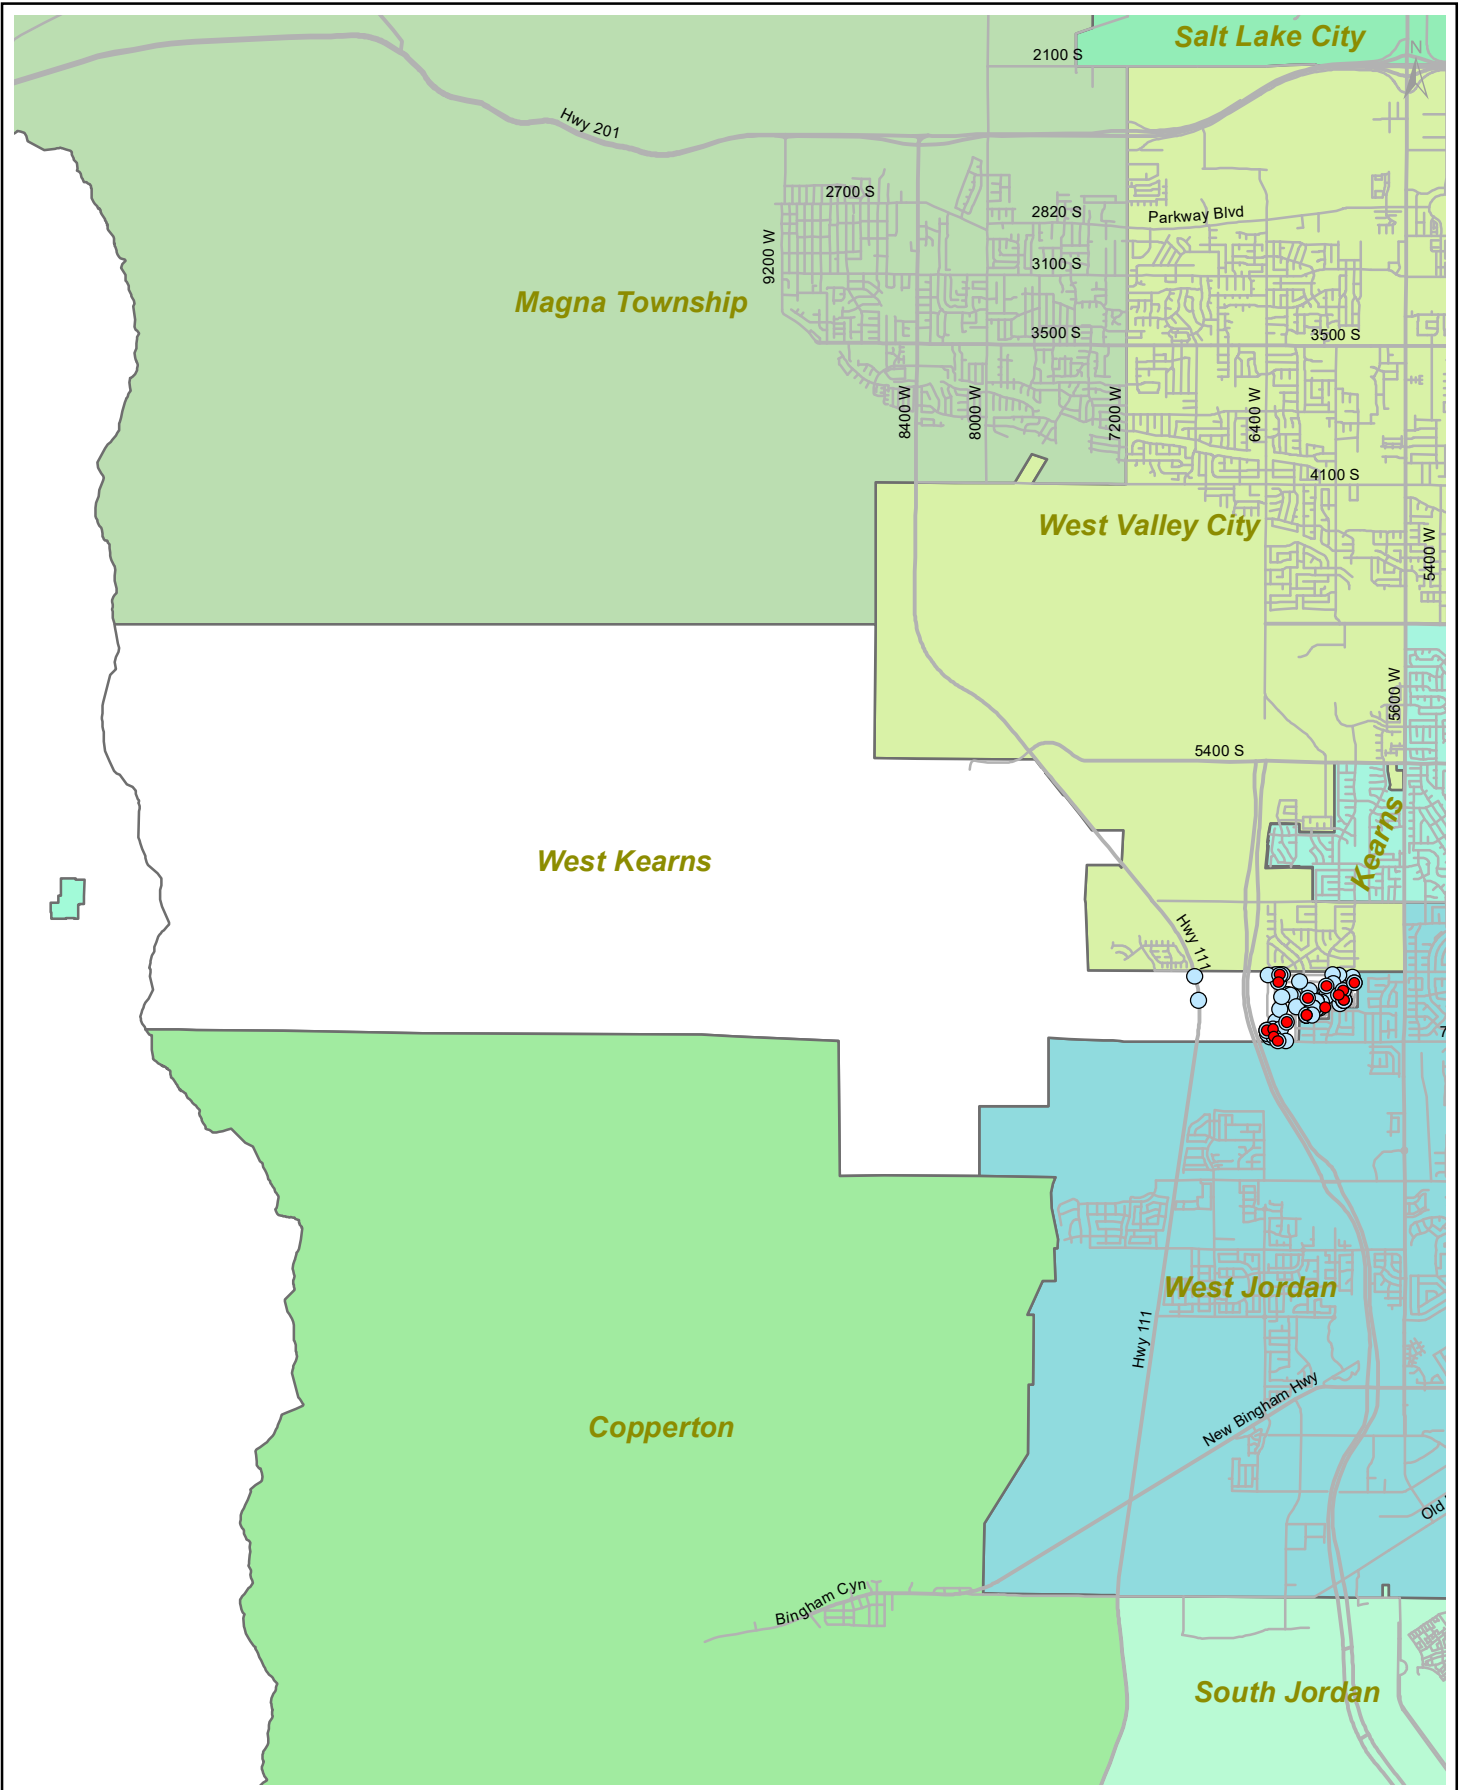 Salt Lake City
N
2100 S
Hwy 201
2700 S
2820 S
Parkway Blvd
9200 W
3100 S
Magna Township
3500 S
3500 S
8400 W
8000 W
7200 W
6400 W
4100 S
West Valley City
5400 W
5600 W
5400 S
Kearns
West Kearns
Hwy 111
7
West Jordan
Hwy 111
New Bingham Hwy
Copperton
Old
Bingham Cyn
South Jordan